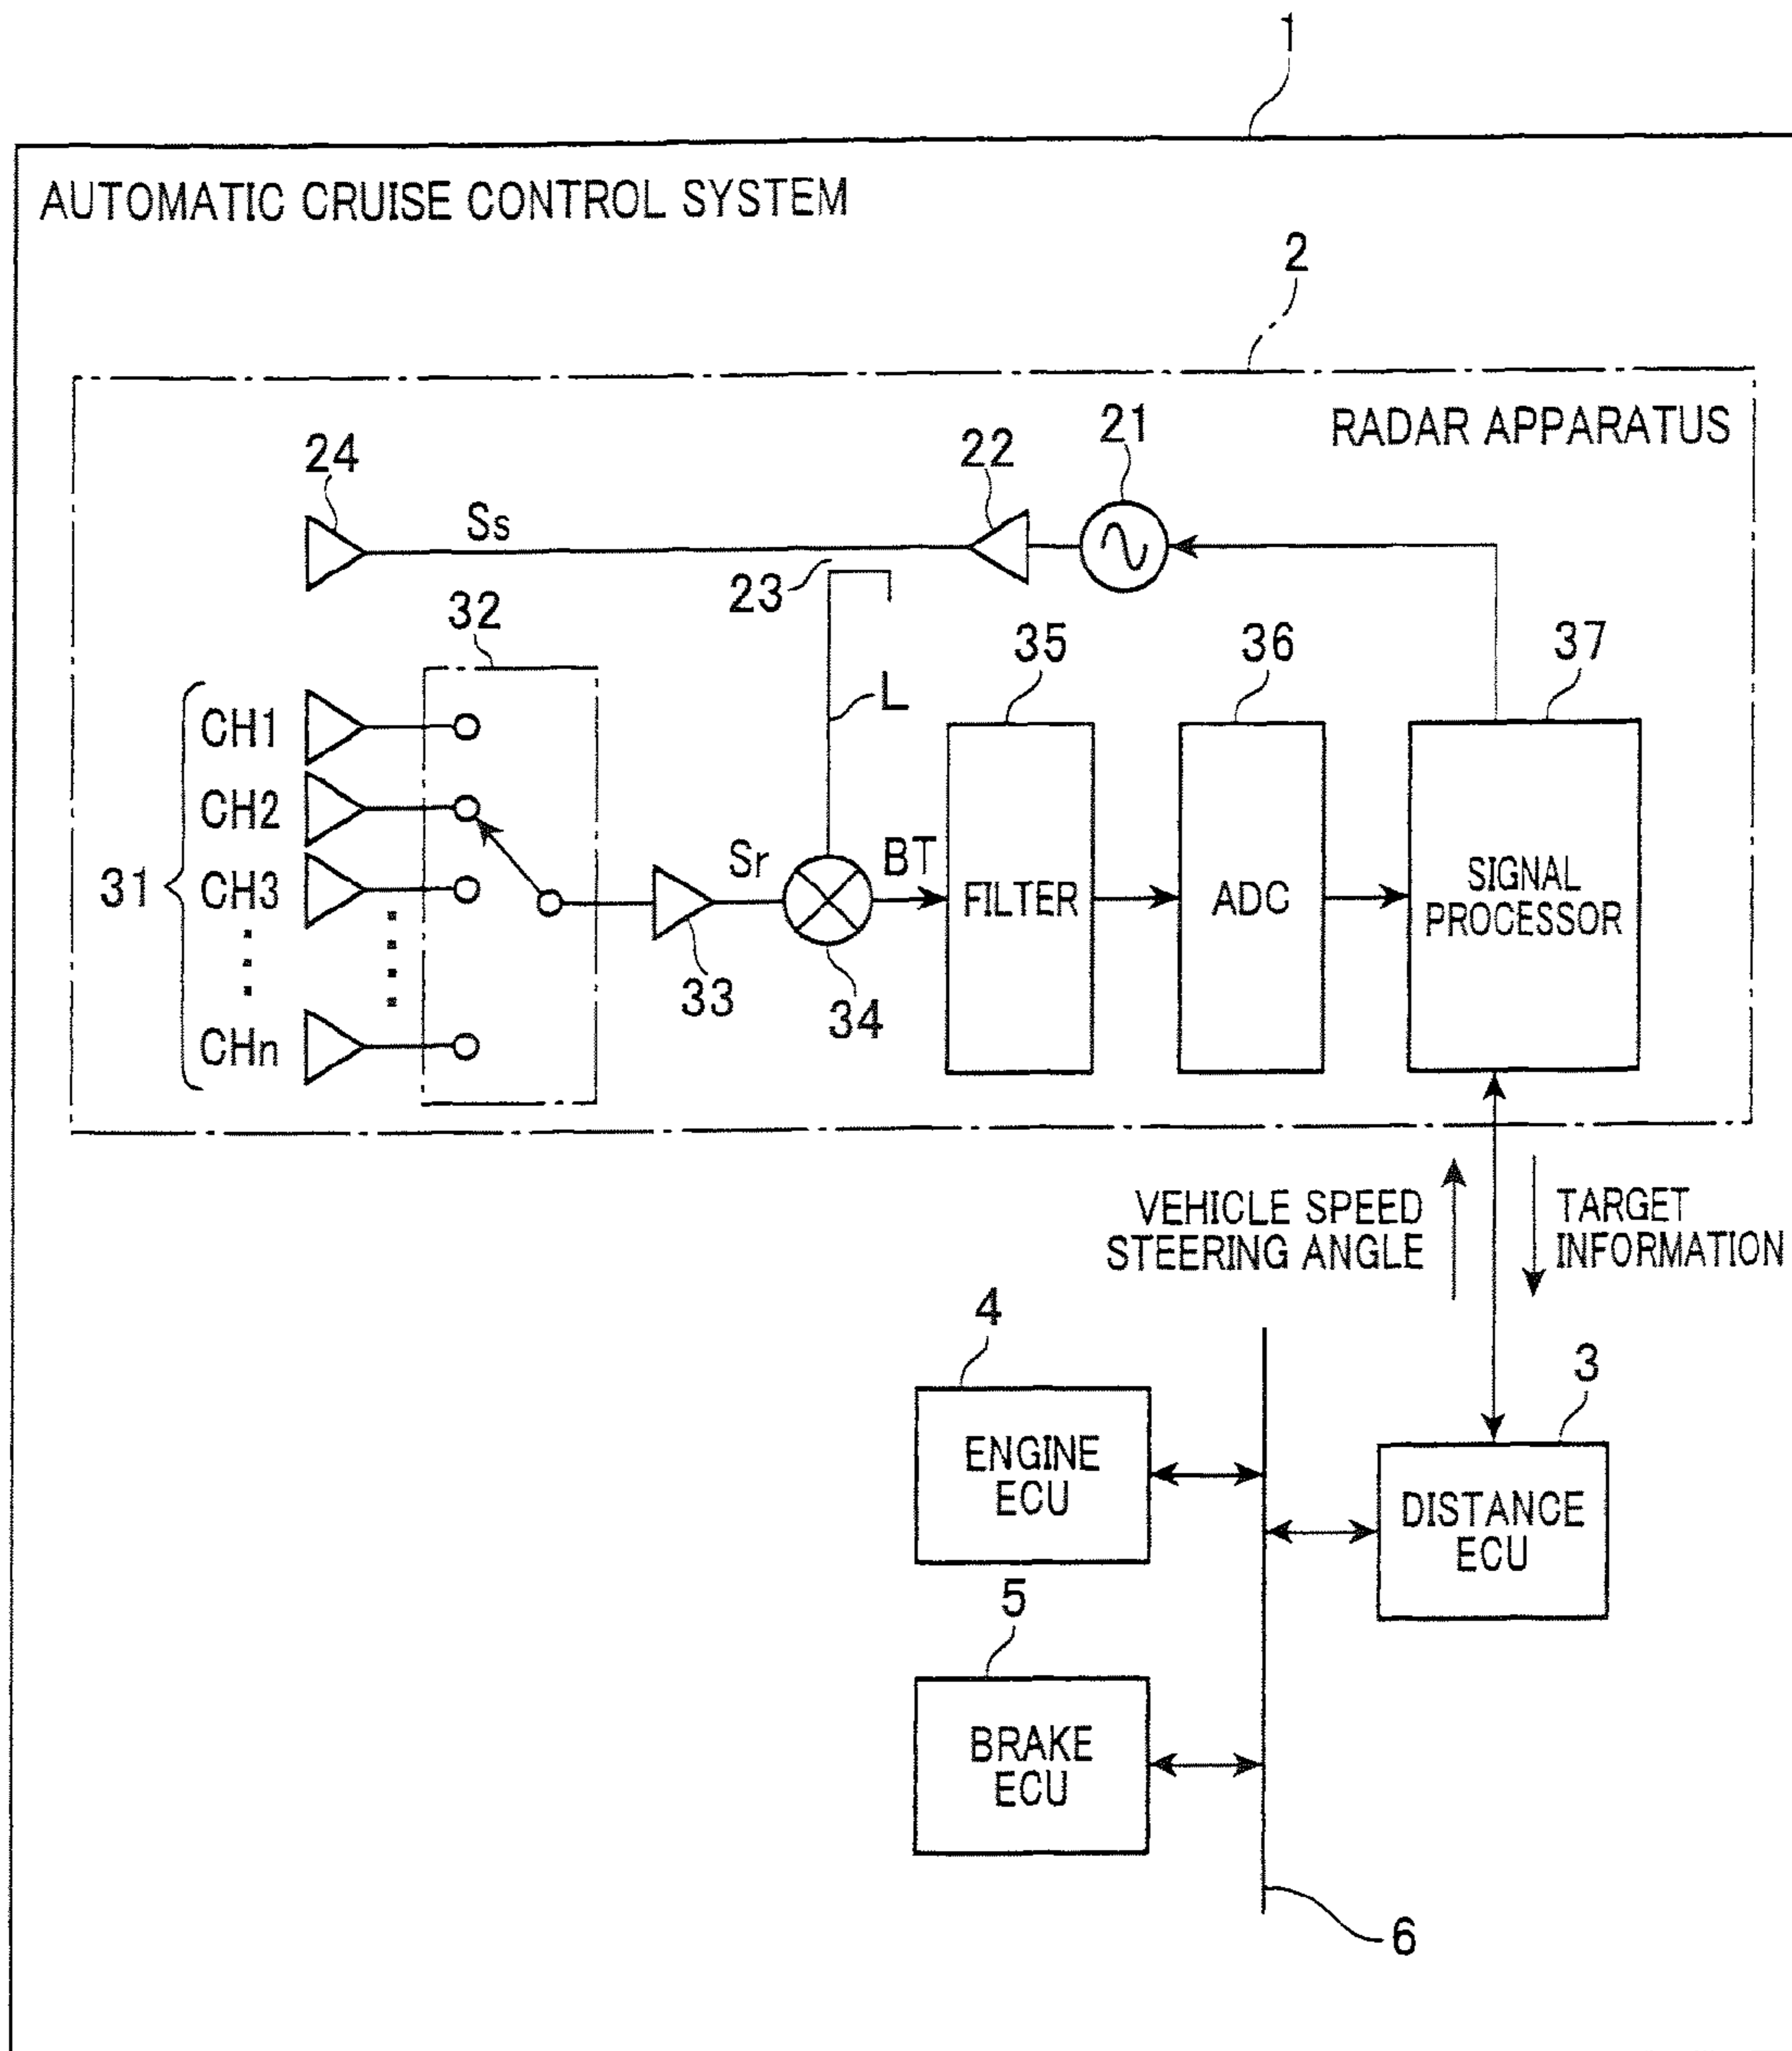 1
AUTOMATIC CRUISE CONTROL SYSTEM
2
RADAR APPARATUS
24
Ss
22
21
23
32
35
36
37
L
31
CH1
CH2
CH3
CHn
Sr
BT
33
34
FILTER
ADC
SIGNAL
PROCESSOR
VEHICLE SPEED
STEERING ANGLE
TARGET
INFORMATION
4
ENGINE
ECU
3
DISTANCE
ECU
5
BRAKE
ECU
6